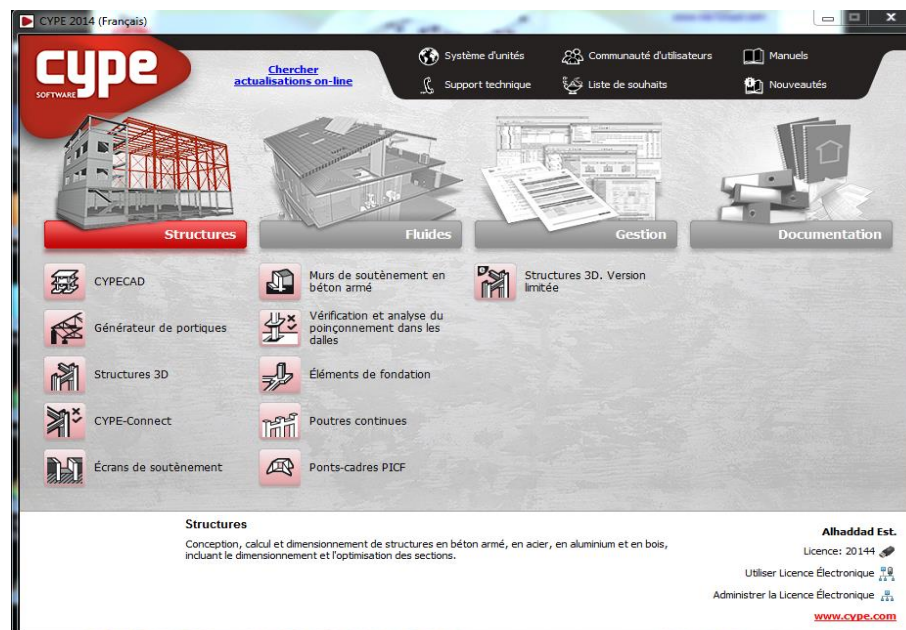 CYPE 2014 (Français)
cype
SOFTWARE
Chercher
actualisations on-line
Système d'unités
Communauté d'utilisateurs
Manuels
Support technique
Liste de souhaits
Nouveautés
Structures
Fluides
Gestion
Documentation
CYPECAD
Murs de soutènement en
béton armé
Structures 3D. Version
limitée
Générateur de portiques
Vérification et analyse du
poinçonnement dans les
dalles
Structures 3D
Éléments de fondation
CYPE-Connect
Poutres continues
Écrans de soutènement
Ponts-cadres PICF
Structures
Conception, calcul et dimensionnement de structures en béton armé, en acier, en aluminium et en bois,
incluant le dimensionnement et l'optimisation des sections.
Alhaddad Est.
Licence: 20144
Utiliser Licence Électronique
Administrer la Licence Électronique
www.cype.com